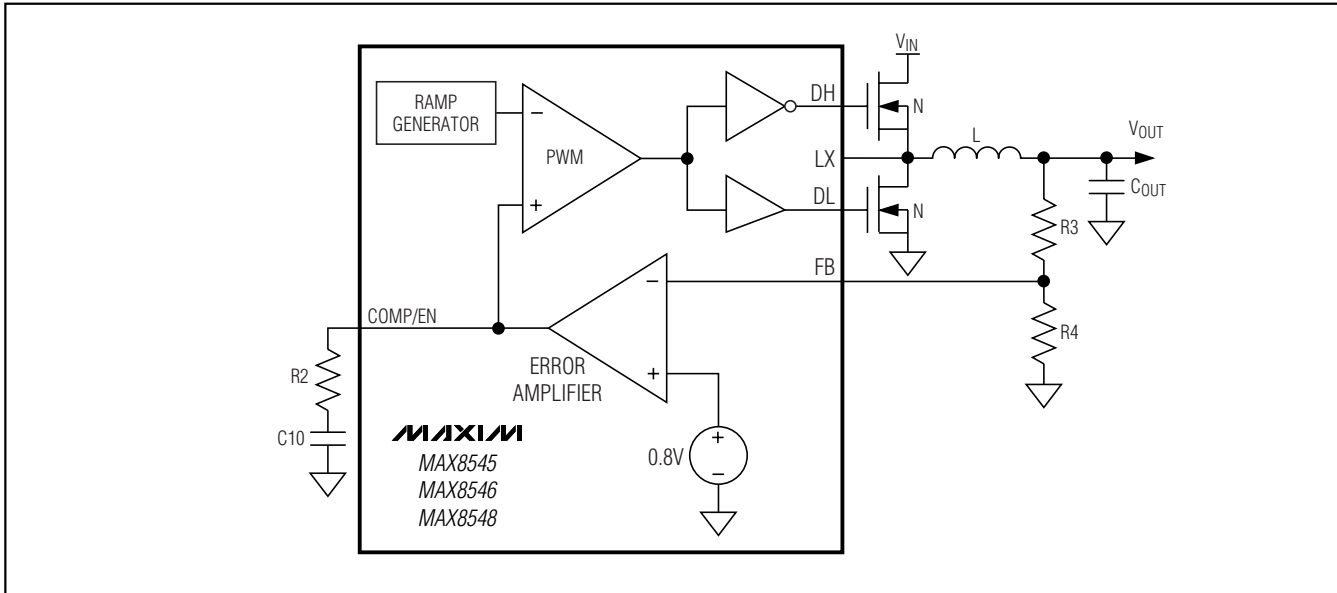 RAMP
GENERATOR
−
PWM
+
DH
LX
DL
FB
VIN
N
N
L
VOUT
COUT
R3
R4
COMP/EN
R2
C10
ERROR
AMPLIFIER
−
+
0.8V
+
−
MAXIM
MAX8545
MAX8546
MAX8548